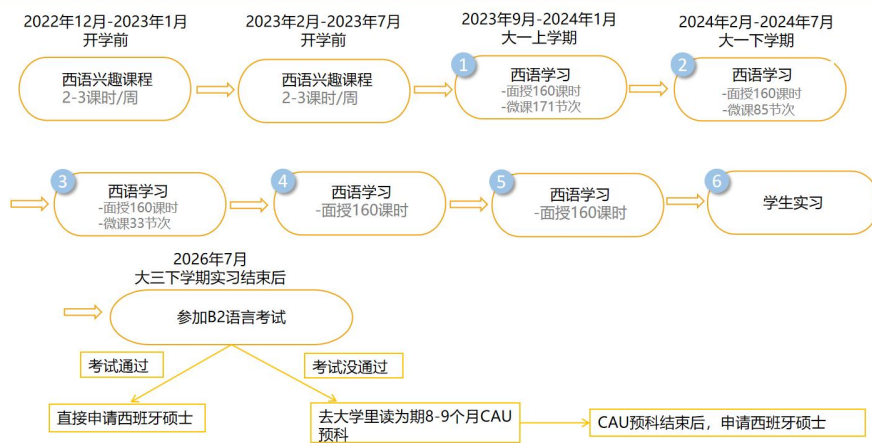 2022年12月-2023年1月
开学前
2023年2月-2023年7月
开学前
2023年9月-2024年1月
大一上学期
2024年2月-2024年7月
大一下学期
西语兴趣课程
2-3课时/周
西语兴趣课程
2-3课时/周
1
西语学习
-面授160课时
-微课171节次
2
西语学习
-面授160课时
-微课85节次
3
西语学习
-面授160课时
-微课33节次
4
西语学习
-面授160课时
5
西语学习
-面授160课时
6
学生实习
2026年7月
大三下学期实习结束后
参加B2语言考试
考试通过
考试没通过
直接申请西班牙硕士
去大学里读为期8-9个月CAU
预科
CAU预科结束后，申请西班牙硕士